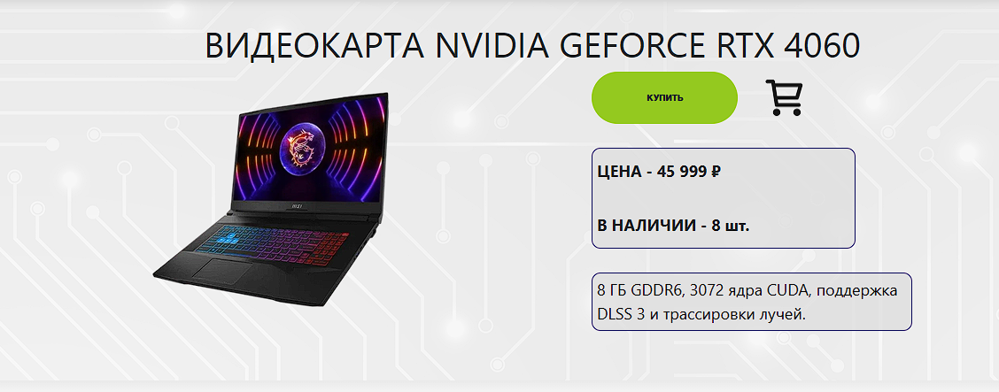 ВИДЕОКАРТА NVIDIA GEFORCE RTX 4060
КУПИТЬ
ЦЕНА - 45 999 ₽
В НАЛИЧИИ - 8 шт.
8 ГБ GDDR6, 3072 ядра CUDA, поддержка
DLSS 3 и трассировки лучей.
msi